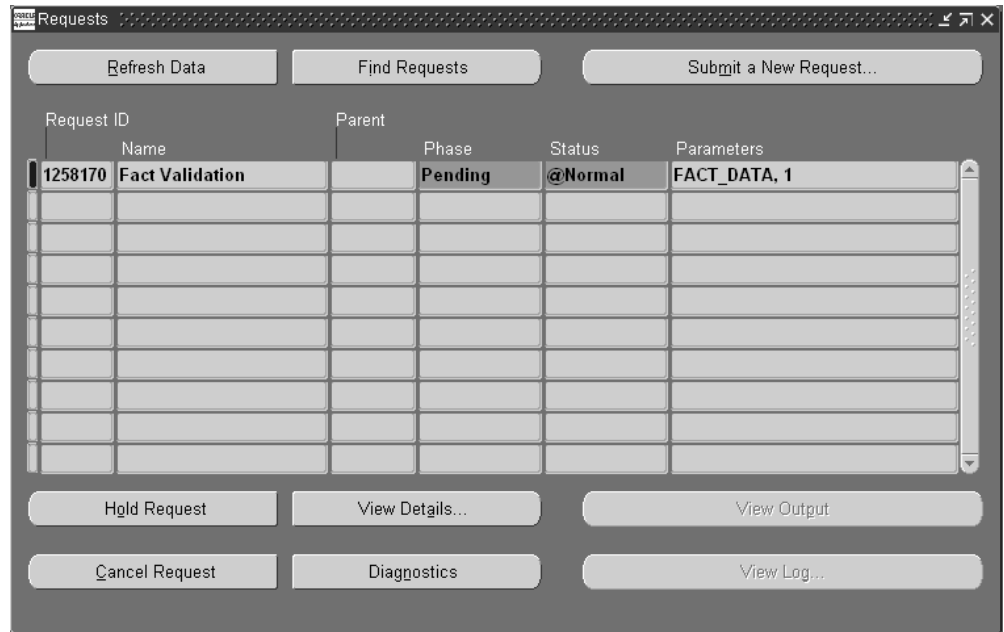 Requests
Refresh Data Find Requests Submit a New Request...
Request ID Parent
Name Phase Status Parameters
1258170 Fact Validation Pending @Normal FACT_DATA, 1
Hold Request View Details... View Output
Cancel Request Diagnostics View Log...